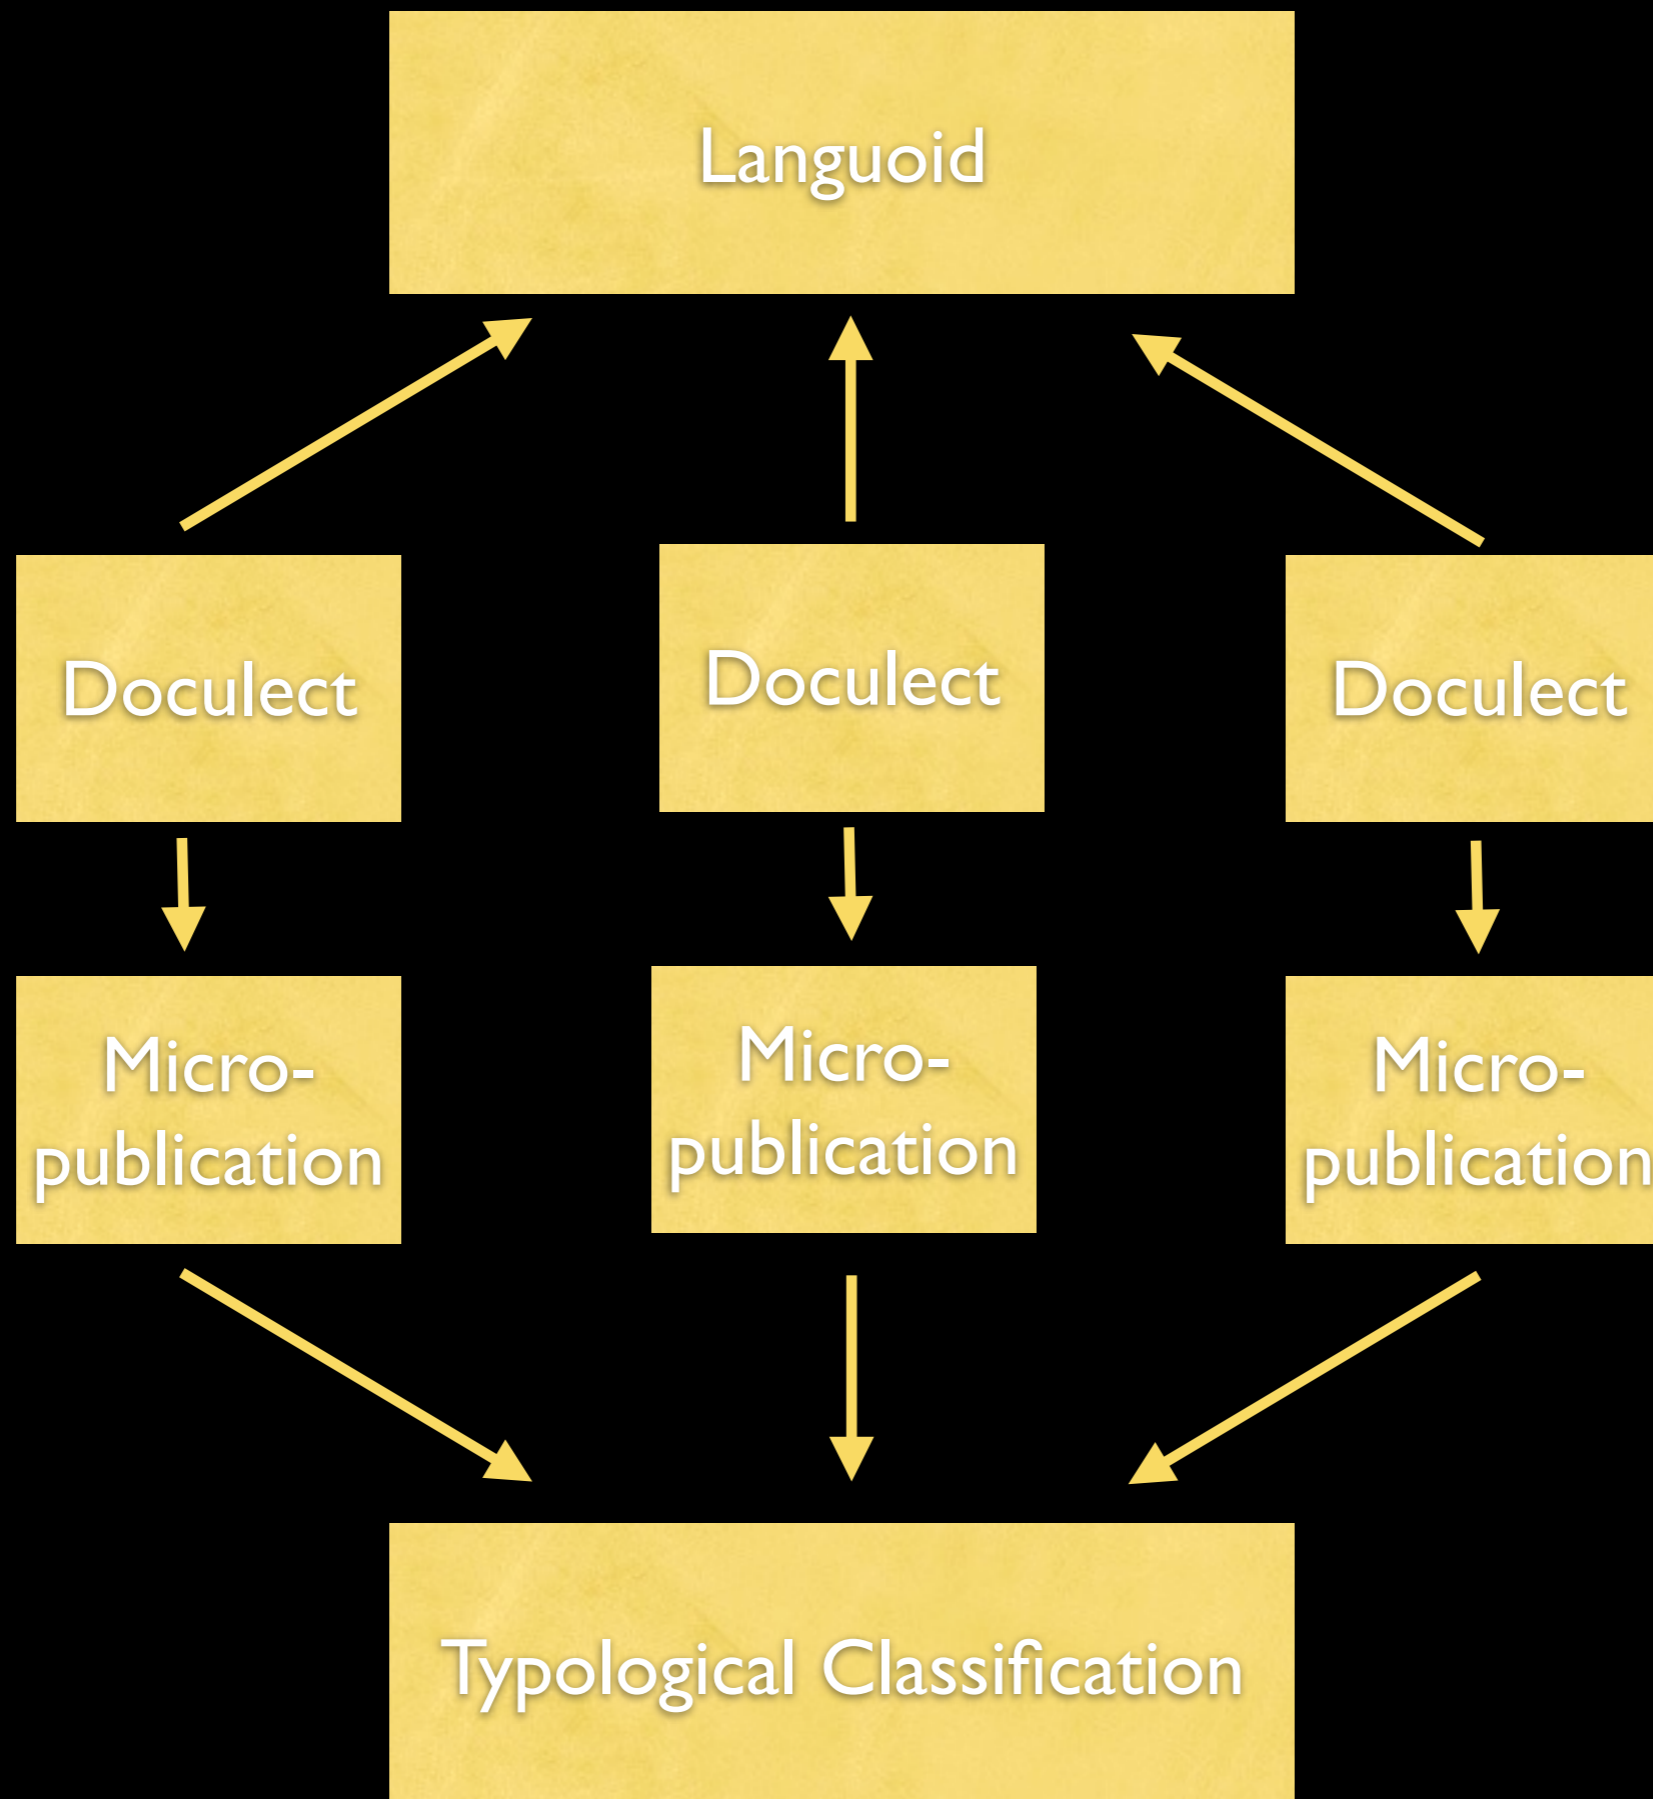 Languoid
Doculect
Doculect
Doculect
Micro-
publication
Micro-
publication
Micro-
publication
Typological Classification